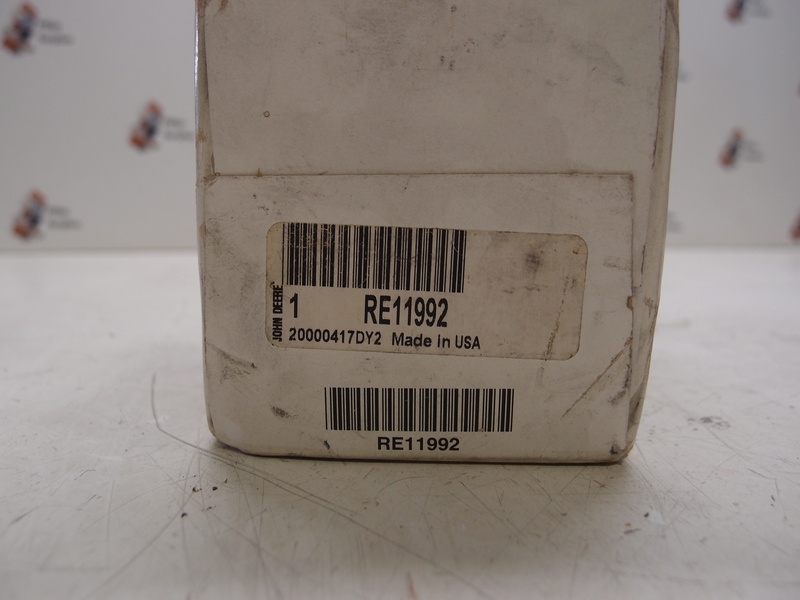 JOHN DEERE
1 RE11992
20000417DY2 Made In USA
RE11992